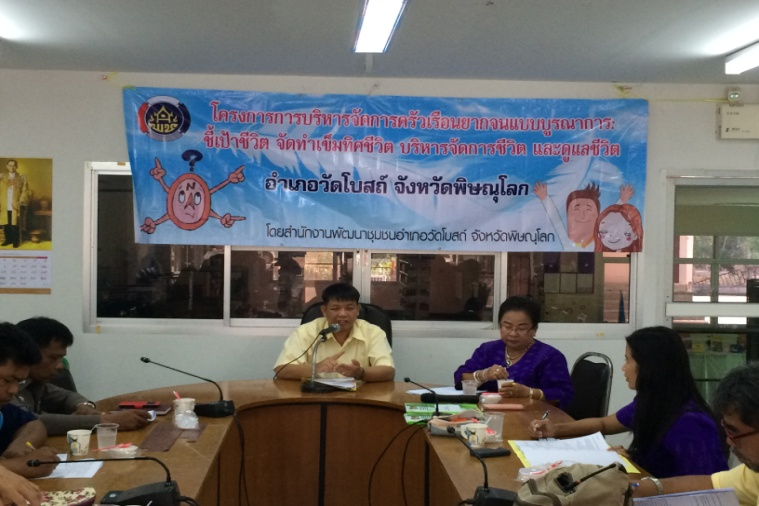 โครงการการบริหารจัดการครัวเรือนยากจนแบบบูรณาการ:
ชี้เป้าชีวิต จัดทำเข็มทิศชีวิต บริหารจัดการชีวิต และดูแลชีวิต
อำเภอวัดโบสถ์ จังหวัดพิษณุโลก
โดยสำนักงานพัฒนาชุมชนอำเภอวัดโบสถ์ จังหวัดพิษณุโลก
?
N